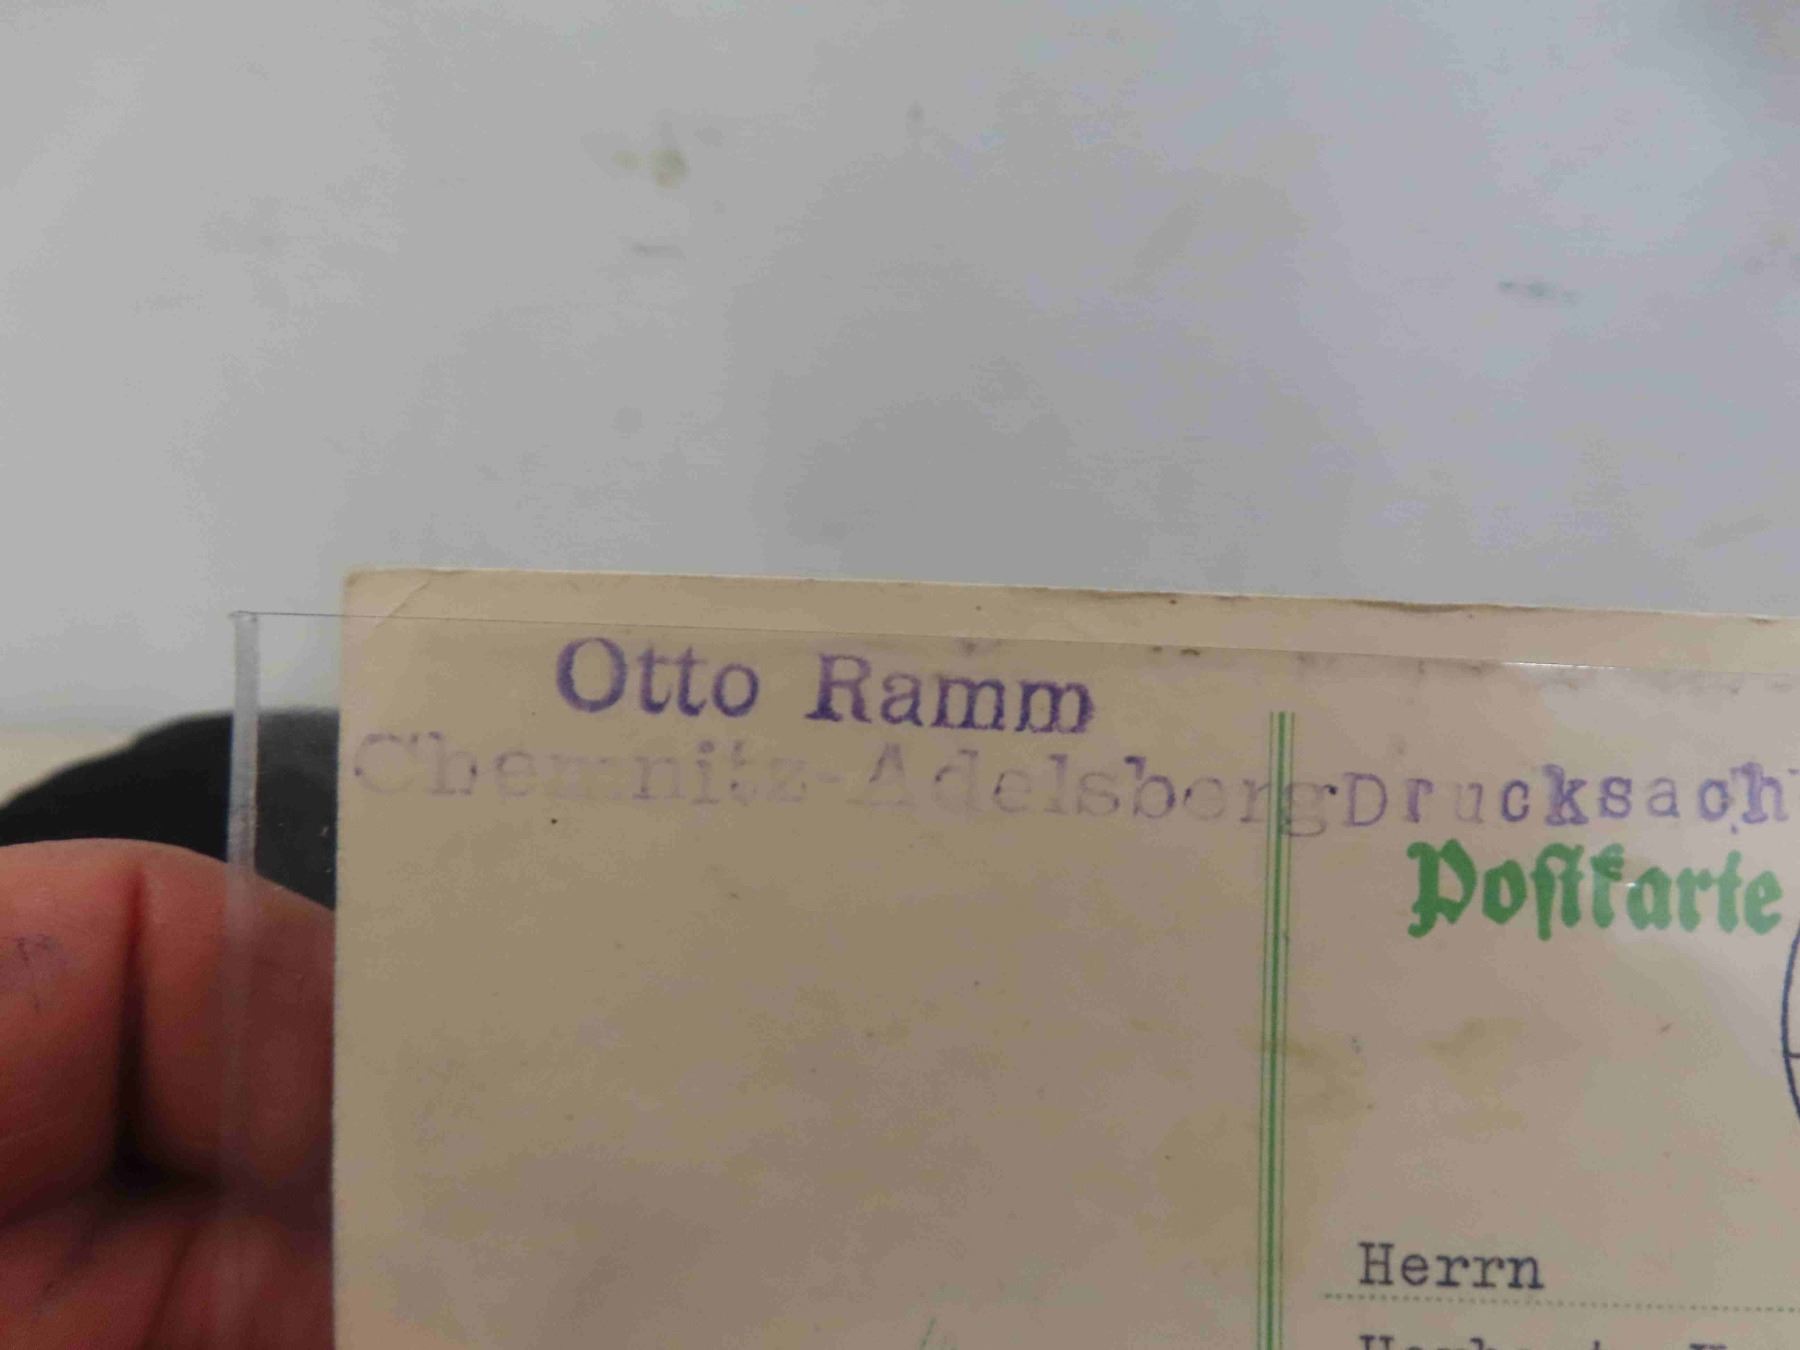 Otto Ramm
Chemnitz-Adelsberg
Drucksach
Postkarte
Herrn